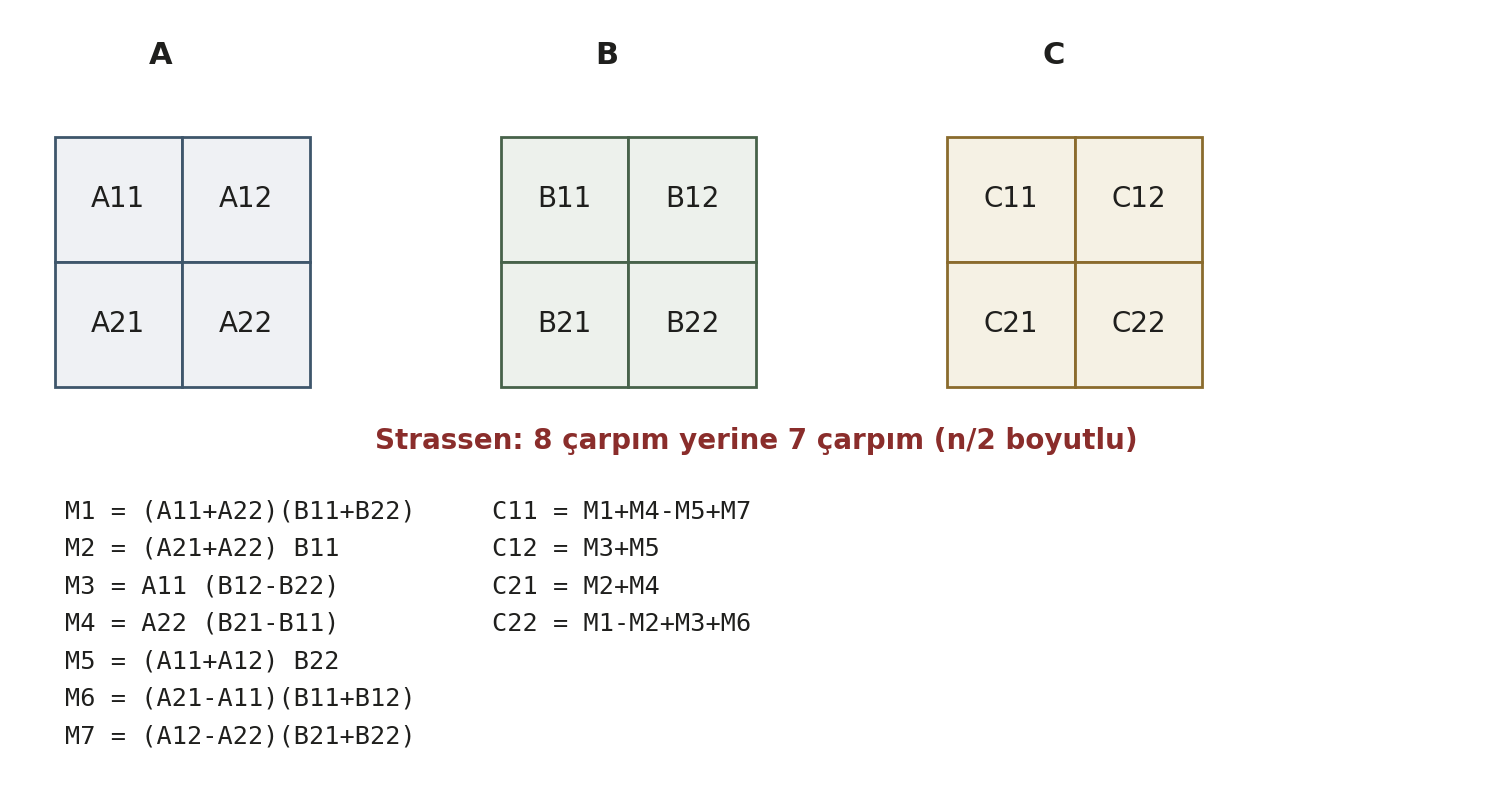 A B C
A11 A12 B11 B12 C11 C12
A21 A22 B21 B22 C21 C22
Strassen: 8 çarpım yerine 7 çarpım (n/2 boyutlu)
M1 = (A11+A22)(B11+B22)
M2 = (A21+A22) B11
M3 = A11 (B12-B22)
M4 = A22 (B21-B11)
M5 = (A11+A12) B22
M6 = (A21-A11)(B11+B12)
M7 = (A12-A22)(B21+B22)
C11 = M1+M4-M5+M7
C12 = M3+M5
C21 = M2+M4
C22 = M1-M2+M3+M6